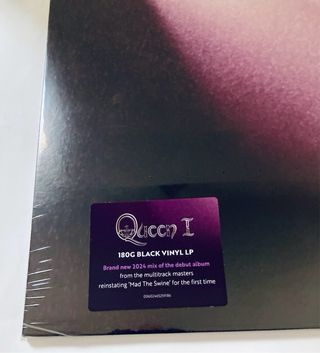 Queen I
180G BLACK VINYL LP
Brand new 2024 mix of the debut album
from the multitrack masters
reinstating 'Mad The Swine' for the first time